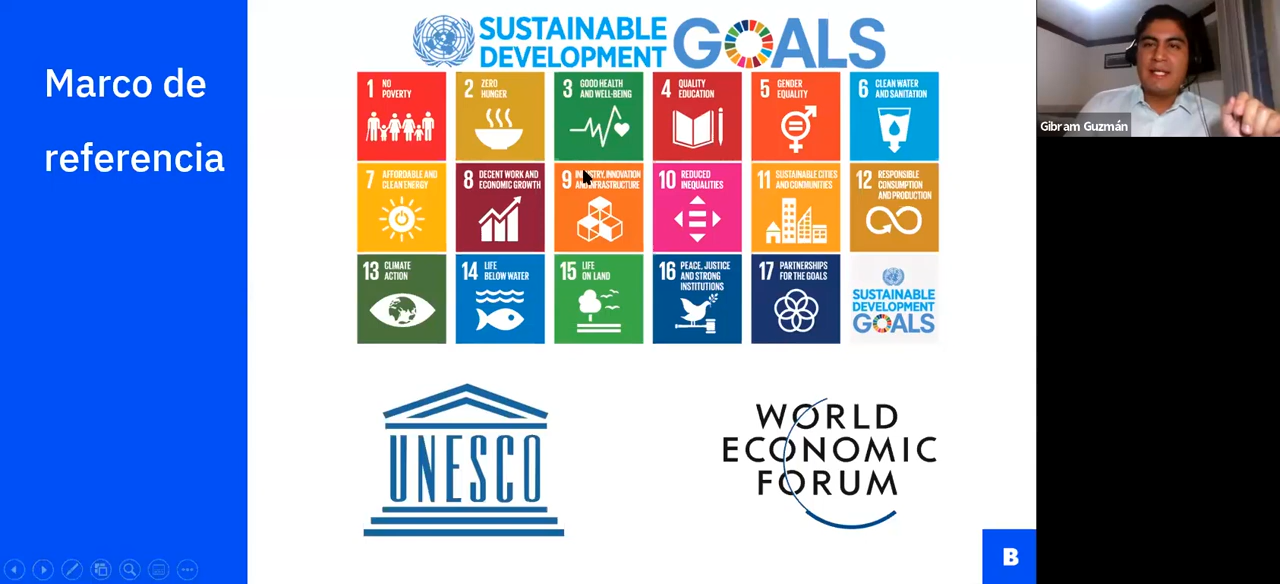 Marco de
referencia
SUSTAINABLE
DEVELOPMENT
GOALS
1 NO
POVERTY
2 ZERO
HUNGER
3 GOOD HEALTH
AND WELL-BEING
4 QUALITY
EDUCATION
5 GENDER
EQUALITY
6 CLEAN WATER
AND SANITATION
7 AFFORDABLE AND
CLEAN ENERGY
8 DECENT WORK AND
ECONOMIC GROWTH
9 INDUSTRY, INNOVATION
AND INFRASTRUCTURE
10 REDUCED
INEQUALITIES
11 SUSTAINABLE CITIES
AND COMMUNITIES
12 RESPONSIBLE
CONSUMPTION
AND PRODUCTION
13 CLIMATE
ACTION
14 LIFE
BELOW WATER
15 LIFE
ON LAND
16 PEACE, JUSTICE
AND STRONG
INSTITUTIONS
17 PARTNERSHIPS
FOR THE GOALS
SUSTAINABLE
DEVELOPMENT
GOALS
UNESCO
WORLD
ECONOMIC
FORUM
B
Gibram Guzmán